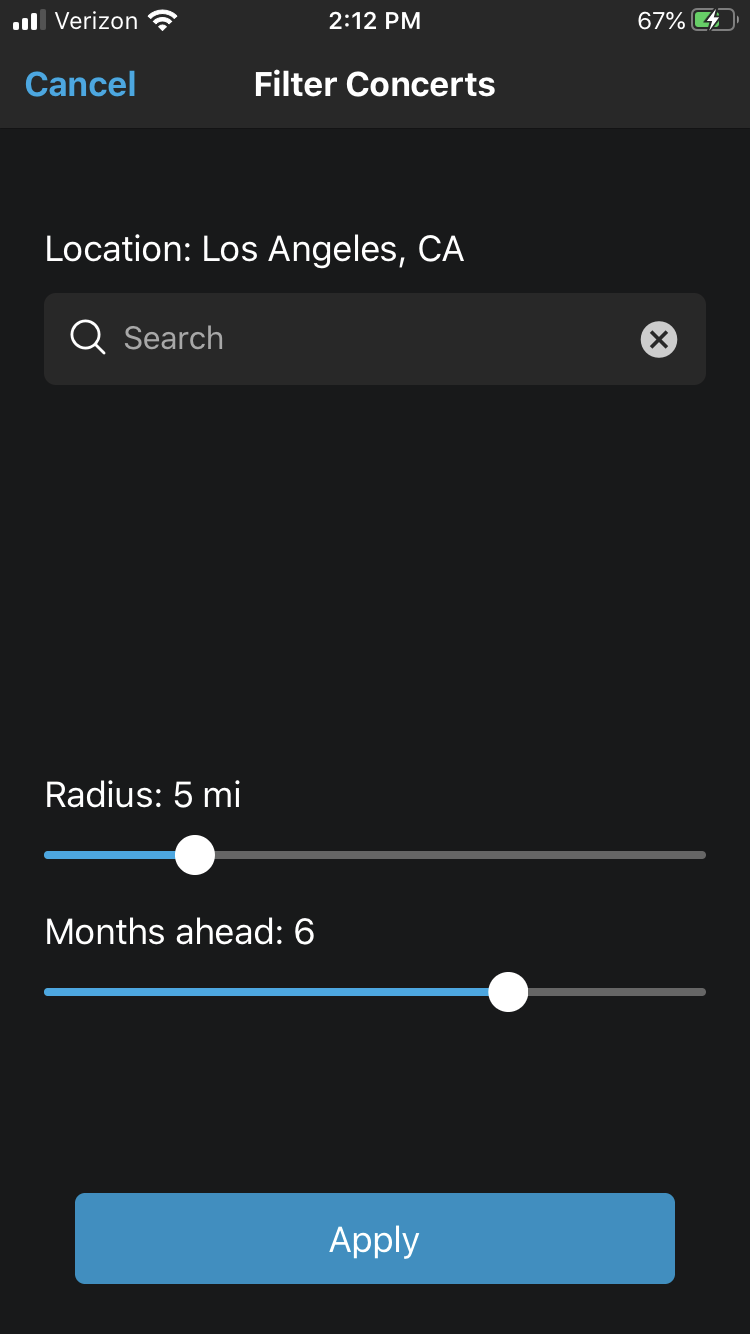 Verizon 2:12 PM 67%
Cancel Filter Concerts
Location: Los Angeles, CA
Search
Radius: 5 mi
Months ahead: 6
Apply